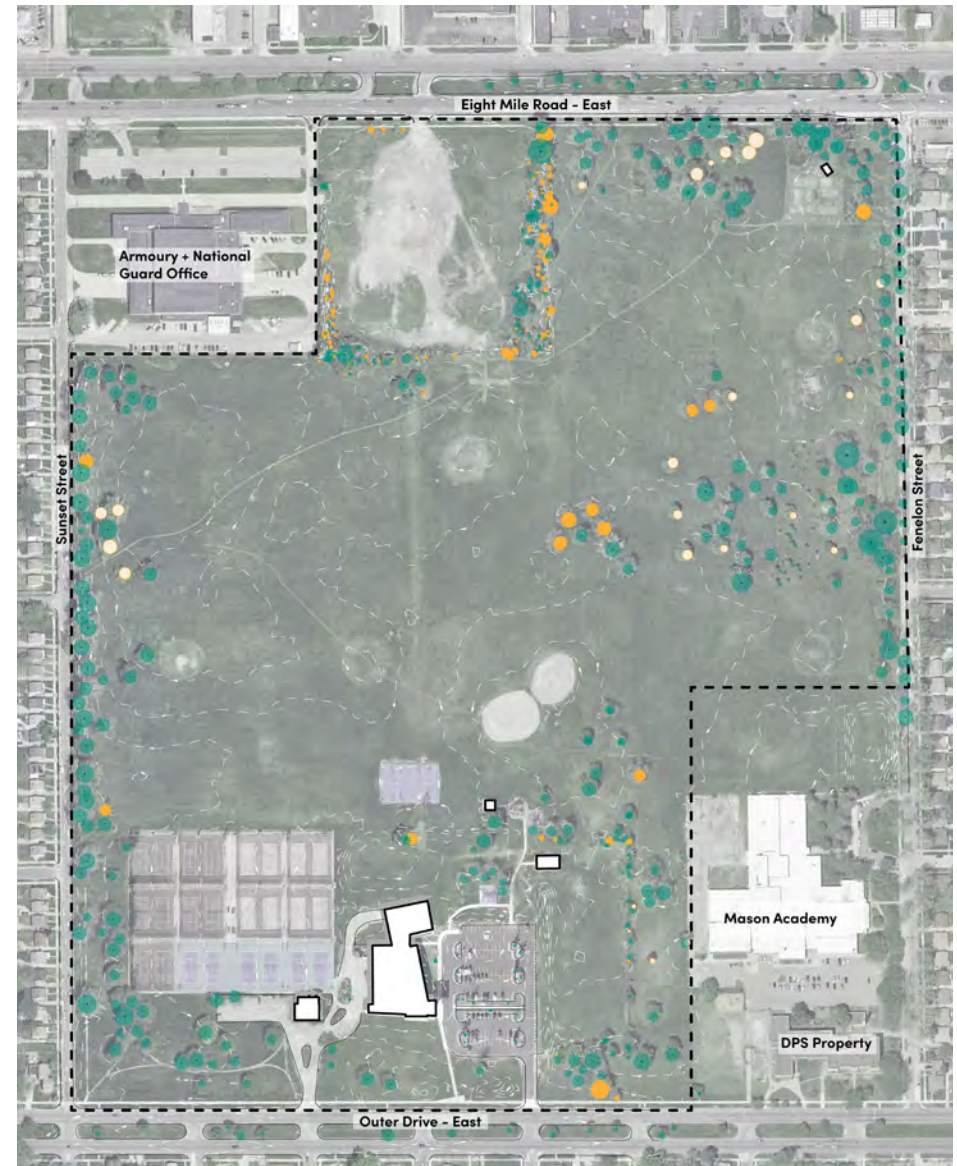 Eight Mile Road - East
Armoury + National
Guard Office
Sunset Street
Fenelon Street
Mason Academy
DPS Property
Outer Drive - East